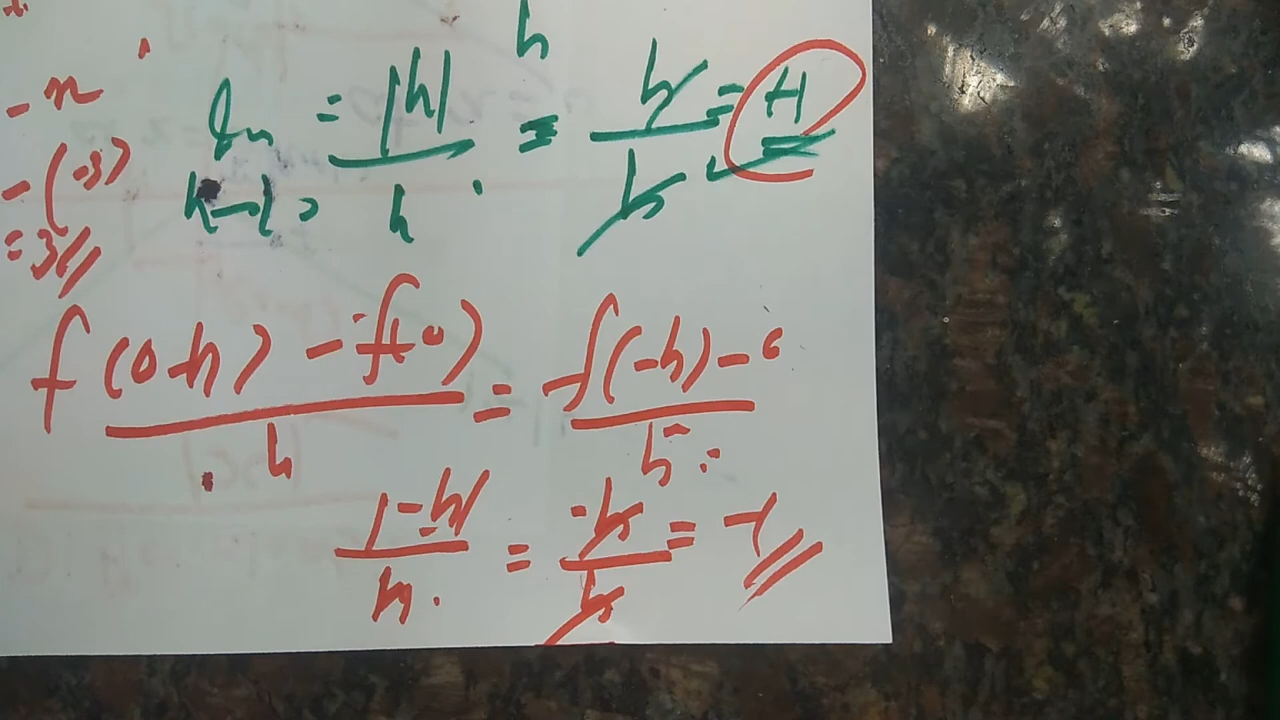 h
- x
lim = |h| / h = h / h = +1
h→0
- (-3)
= 3 //
f(0-h) - f(0) / h = f(-h) - 0 / h
|-h| / h = -h / h = -1 //